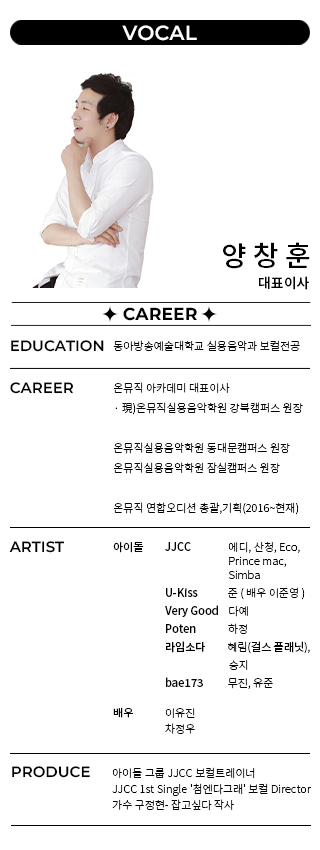 VOCAL
양 창 훈
대표이사
✦ CAREER ✦
EDUCATION 동아방송예술대학교 실용음악과 보컬전공
CAREER 온뮤직 아카데미 대표이사
· 現)온뮤직실용음악학원 강북캠퍼스 원장
온뮤직실용음악학원 동대문캠퍼스 원장
온뮤직실용음악학원 잠실캠퍼스 원장
온뮤직 연합오디션 총괄,기획(2016~현재)
ARTIST 아이돌 JJCC 에디, 산청, Eco,
Prince mac,
Simba
U-Kiss 준 ( 배우 이준영 )
Very Good 다예
Poten 하정
라임소다 혜림(걸스 플래닛),
승지
bae173 무진, 유준
배우 이유진
차정우
PRODUCE 아이돌 그룹 JJCC 보컬트레이너
JJCC 1st Single '첨엔다그래' 보컬 Director
가수 구정현- 잡고싶다 작사